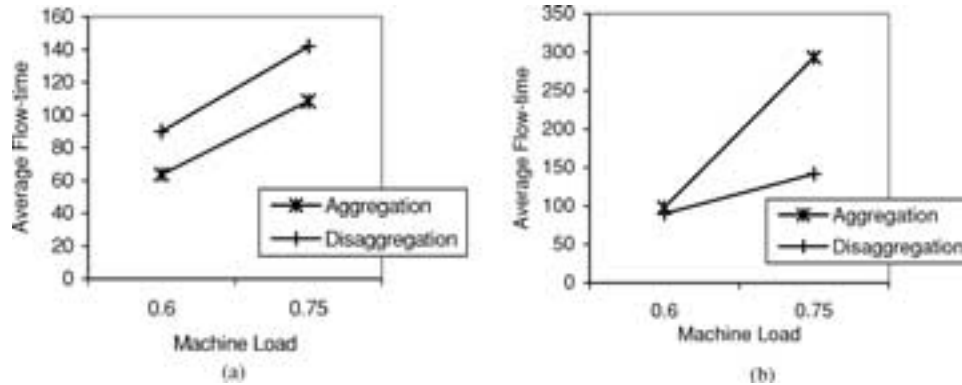 160
140
120
100
80
60
40
20
0
Average Flow-time
0.6
0.75
Machine Load
Aggregation
Disaggregation
(a)
350
300
250
200
150
100
50
0
Average Flow-time
0.6
0.75
Machine Load
Aggregation
Disaggregation
(b)